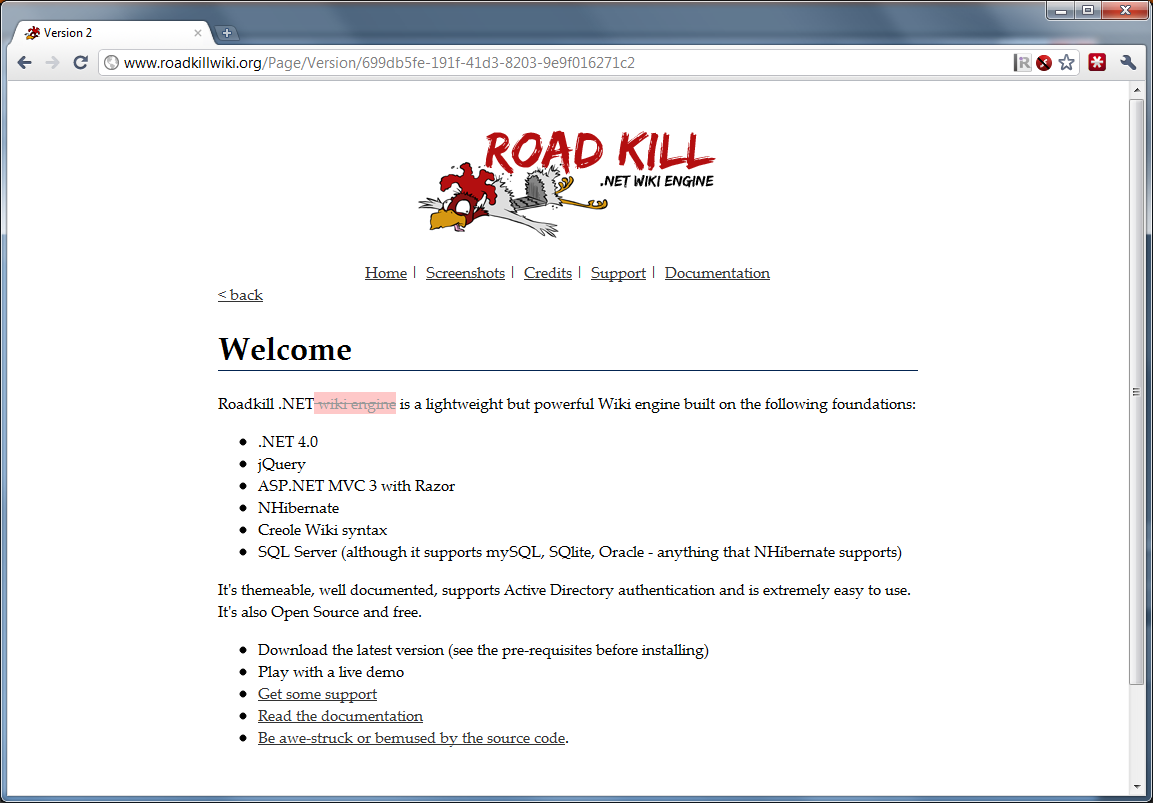 Version 2
www.roadkillwiki.org/Page/Version/699db5fe-191f-41d3-8203-9e9f016271c2
ROAD KILL
.NET WIKI ENGINE
Home | Screenshots | Credits | Support | Documentation
< back
Welcome
Roadkill .NET wiki engine is a lightweight but powerful Wiki engine built on the following foundations:
• .NET 4.0
• jQuery
• ASP.NET MVC 3 with Razor
• NHibernate
• Creole Wiki syntax
• SQL Server (although it supports mySQL, SQlite, Oracle - anything that NHibernate supports)
It's themeable, well documented, supports Active Directory authentication and is extremely easy to use.
It's also Open Source and free.
• Download the latest version (see the pre-requisites before installing)
• Play with a live demo
• Get some support
• Read the documentation
• Be awe-struck or bemused by the source code.